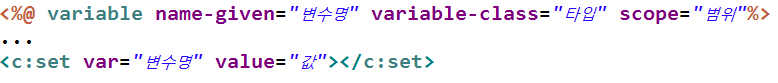 <%@ variable name-given="변수명" variable-class="타입" scope="범위"%>
...
<c:set var="변수명" value="값"></c:set>